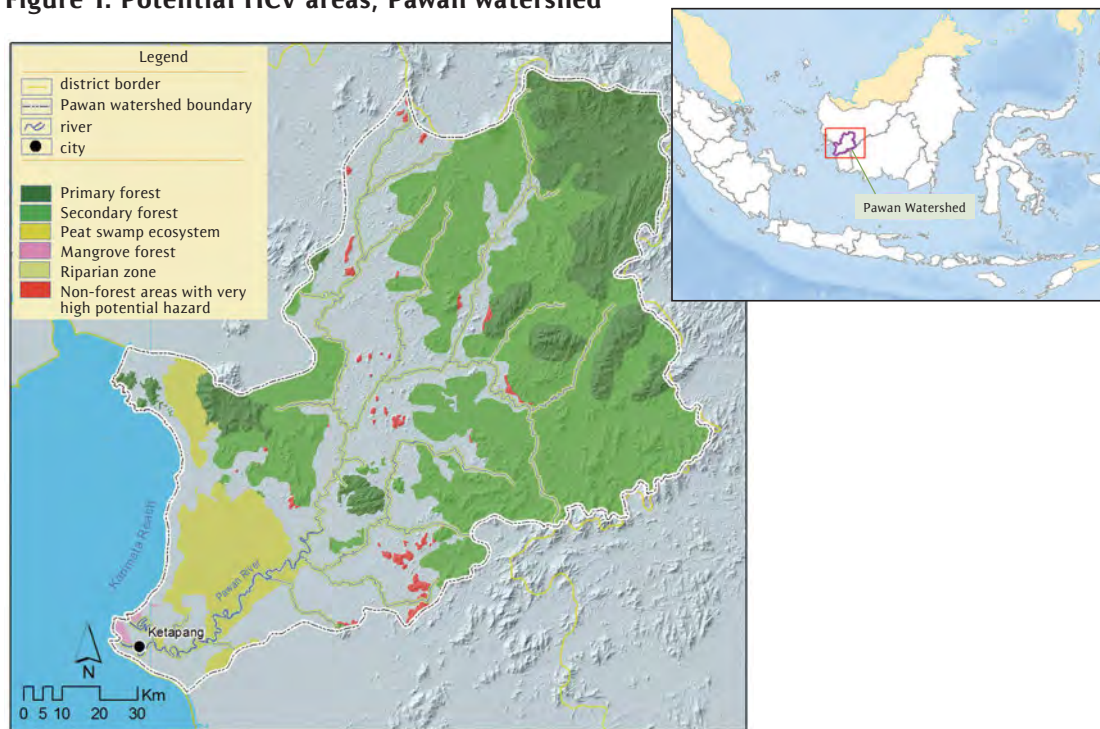 Figure 1. Potential HCV areas, Pawan watershed
Legend
district border
Pawan watershed boundary
river
city
Primary forest
Secondary forest
Peat swamp ecosystem
Mangrove forest
Riparian zone
Non-forest areas with very
high potential hazard
Pawan Watershed
Karimata Reach
Pawan River
Ketapang
N
Km
0 5 10 20 30